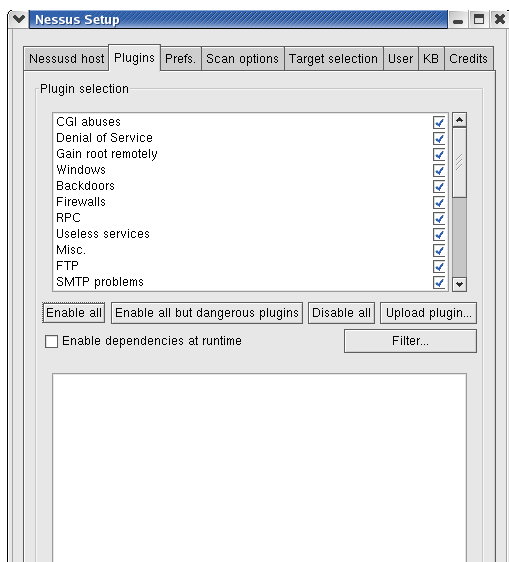 Nessus Setup
Nessusd host Plugins Prefs. Scan options Target selection User KB Credits
Plugin selection
CGI abuses
Denial of Service
Gain root remotely
Windows
Backdoors
Firewalls
RPC
Useless services
Misc.
FTP
SMTP problems
Enable all Enable all but dangerous plugins Disable all Upload plugin...
Enable dependencies at runtime Filter...